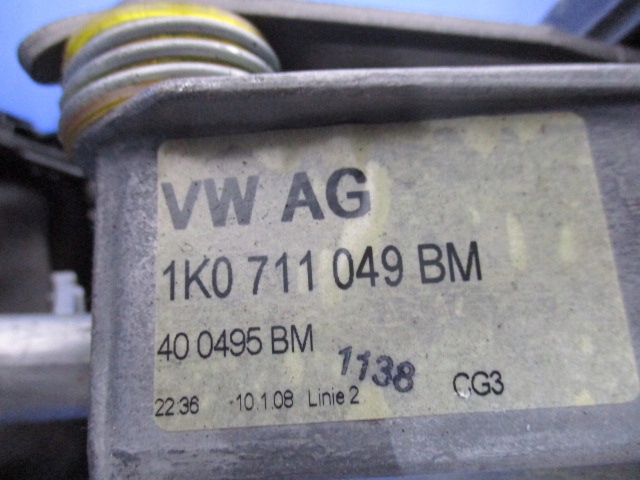 VW AG
1K0 711 049 BM
40 0495 BM
1138
22:36 10.1.08 Linie 2 CG3